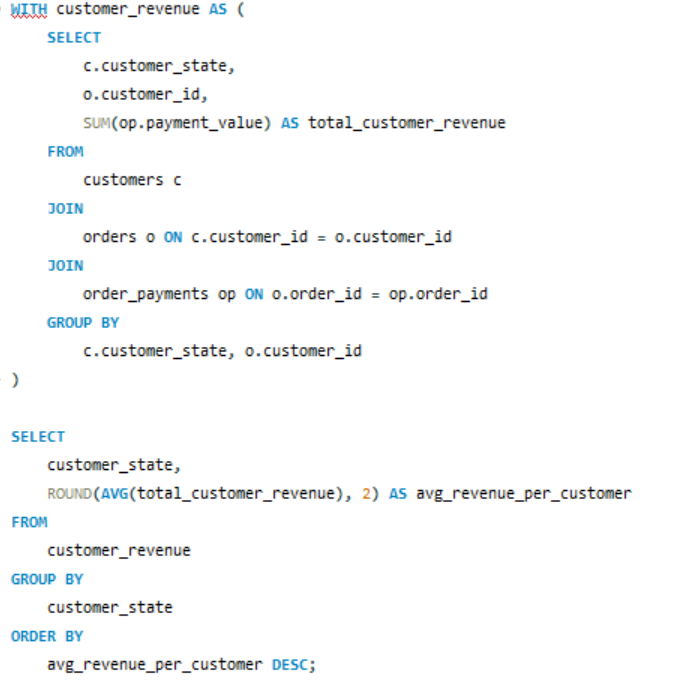 WITH customer_revenue AS (
    SELECT
        c.customer_state,
        o.customer_id,
        SUM(op.payment_value) AS total_customer_revenue
    FROM
        customers c
    JOIN
        orders o ON c.customer_id = o.customer_id
    JOIN
        order_payments op ON o.order_id = op.order_id
    GROUP BY
        c.customer_state, o.customer_id
)
SELECT
    customer_state,
    ROUND(AVG(total_customer_revenue), 2) AS avg_revenue_per_customer
FROM
    customer_revenue
GROUP BY
    customer_state
ORDER BY
    avg_revenue_per_customer DESC;